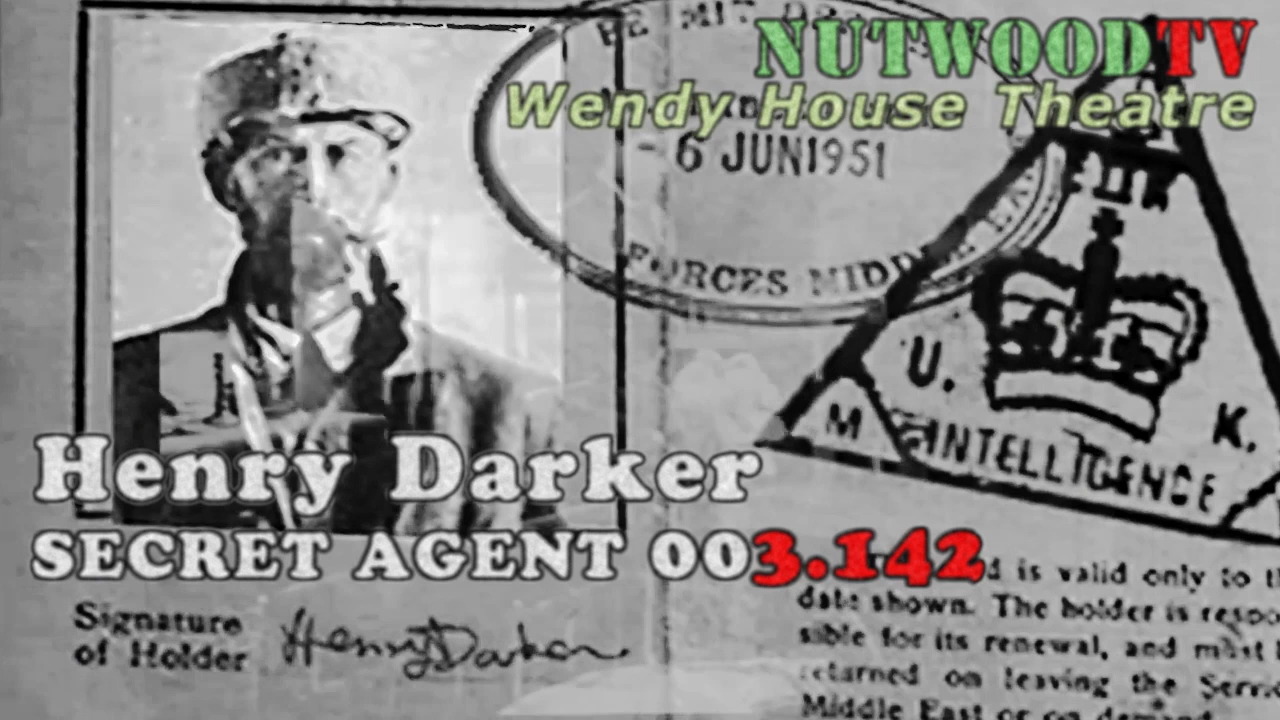 NUTWOODTV
Wendy House Theatre
- 6 JUN1951
FORCES MIDD
U. K.
M INTELLIGENCE
Henry Darker
SECRET AGENT 003.142
d is valid only to
date shown. The holder is respon
sible for its renewal, and must
returned on leaving the Servi
Middle East or on demand
Signature
of Holder Henry Darker